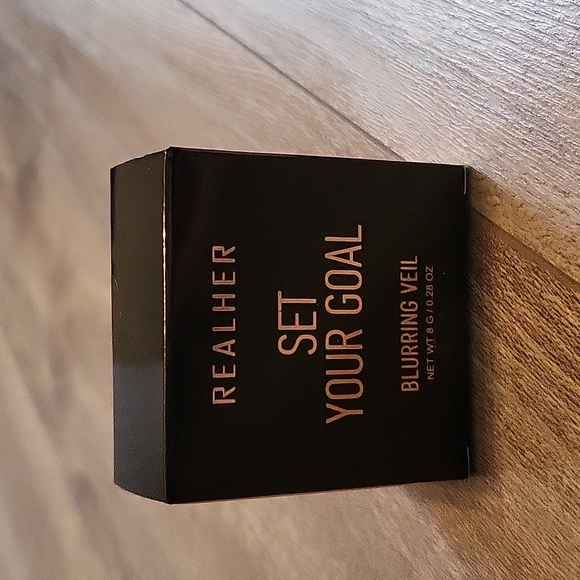 REALHER
SET
YOUR GOAL
BLURRING VEIL
NET WT 8 G / 0.28 OZ